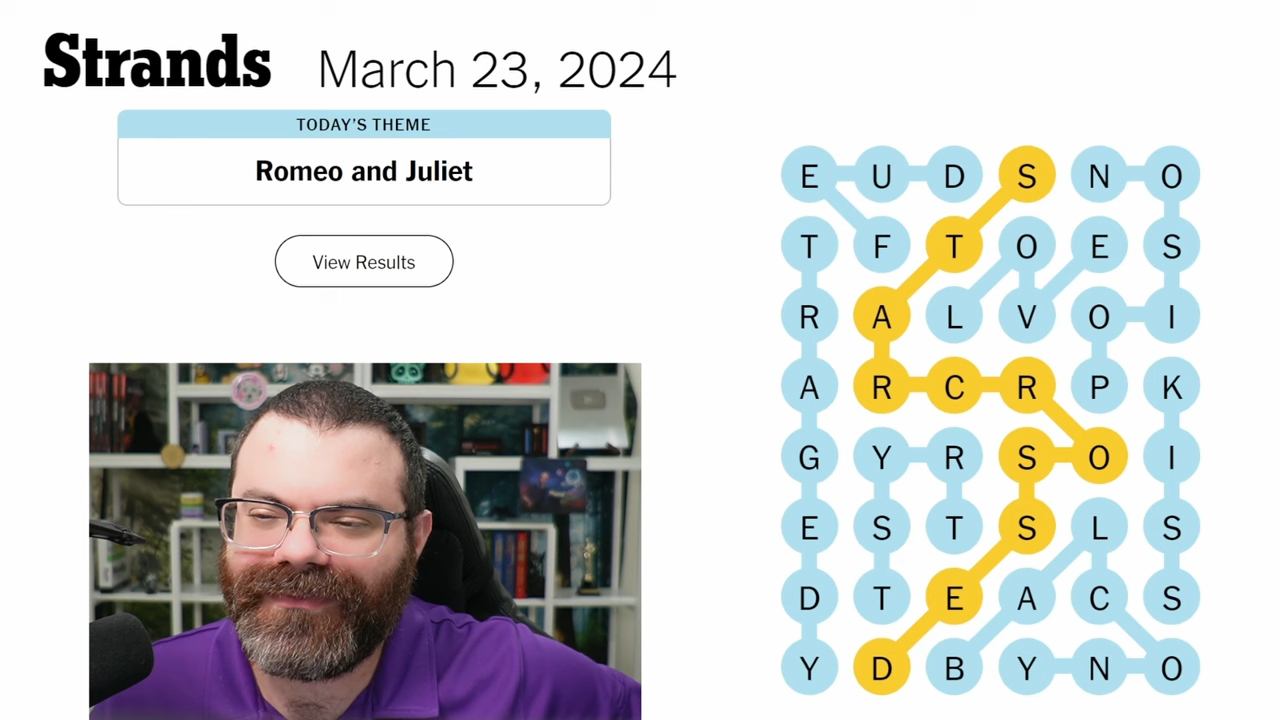 Strands March 23, 2024
TODAY'S THEME
Romeo and Juliet
View Results
E U D S N O
T F T O E S
R A L V O I
A R C R P K
G Y R S O I
E S T S L S
D T E A C S
Y D B Y N O